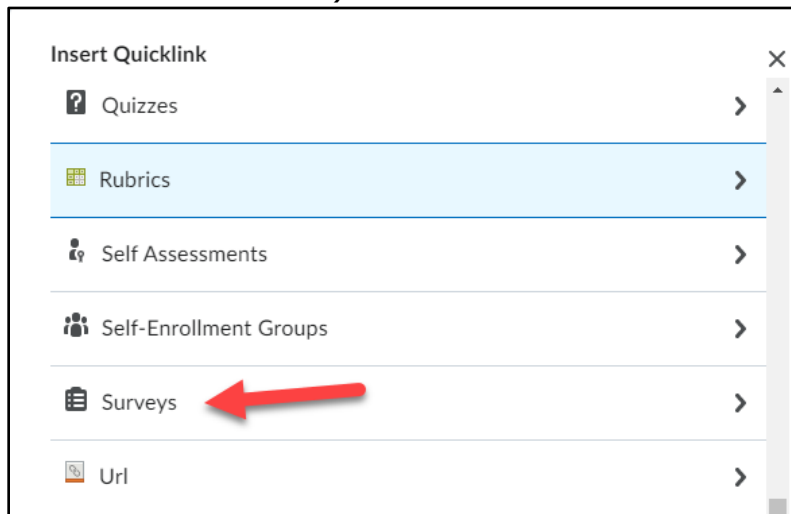 Insert Quicklink
Quizzes
Rubrics
Self Assessments
Self-Enrollment Groups
Surveys
Url